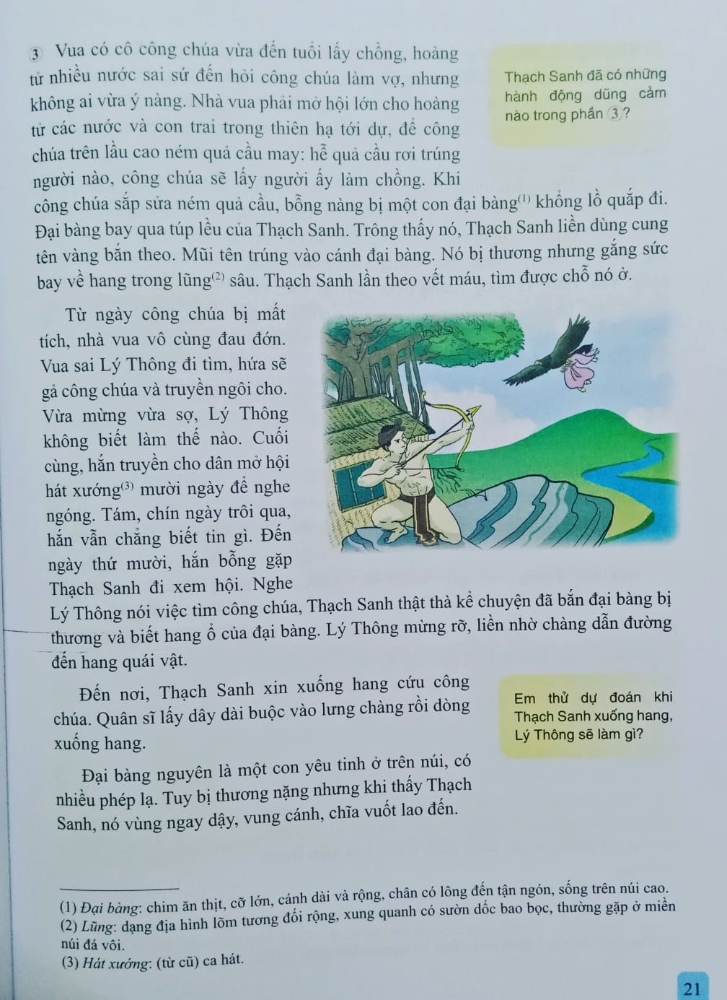 ③ Vua có cô công chúa vừa đến tuổi lấy chồng, hoàng
tử nhiều nước sai sứ đến hỏi công chúa làm vợ, nhưng
không ai vừa ý nàng. Nhà vua phải mở hội lớn cho hoàng
tử các nước và con trai trong thiên hạ tới dự, để công
chúa trên lầu cao ném quả cầu may: hễ quả cầu rơi trúng
người nào, công chúa sẽ lấy người ấy làm chồng. Khi
công chúa sắp sửa ném quả cầu, bỗng nàng bị một con đại bàng⁽¹⁾ khổng lồ quắp đi.
Đại bàng bay qua túp lều của Thạch Sanh. Trông thấy nó, Thạch Sanh liền dùng cung
tên vàng bắn theo. Mũi tên trúng vào cánh đại bàng. Nó bị thương nhưng gắng sức
bay về hang trong lũng⁽²⁾ sâu. Thạch Sanh lần theo vết máu, tìm được chỗ nó ở.
Thạch Sanh đã có những
hành động dũng cảm
nào trong phần ③?
Từ ngày công chúa bị mất
tích, nhà vua vô cùng đau đớn.
Vua sai Lý Thông đi tìm, hứa sẽ
gả công chúa và truyền ngôi cho.
Vừa mừng vừa sợ, Lý Thông
không biết làm thế nào. Cuối
cùng, hắn truyền cho dân mở hội
hát xướng⁽³⁾ mười ngày để nghe
ngóng. Tám, chín ngày trôi qua,
hắn vẫn chẳng biết tin gì. Đến
ngày thứ mười, hắn bỗng gặp
Thạch Sanh đi xem hội. Nghe
Lý Thông nói việc tìm công chúa, Thạch Sanh thật thà kể chuyện đã bắn đại bàng bị
thương và biết hang ổ của đại bàng. Lý Thông mừng rỡ, liền nhờ chàng dẫn đường
đến hang quái vật.
Đến nơi, Thạch Sanh xin xuống hang cứu công
chúa. Quân sĩ lấy dây dài buộc vào lưng chàng rồi dòng
xuống hang.
Em thử dự đoán khi
Thạch Sanh xuống hang,
Lý Thông sẽ làm gì?
Đại bàng nguyên là một con yêu tinh ở trên núi, có
nhiều phép lạ. Tuy bị thương nặng nhưng khi thấy Thạch
Sanh, nó vùng ngay dậy, vung cánh, chĩa vuốt lao đến.
(1) Đại bàng: chim ăn thịt, cỡ lớn, cánh dài và rộng, chân có lông đến tận ngón, sống trên núi cao.
(2) Lũng: dạng địa hình lõm tương đối rộng, xung quanh có sườn dốc bao bọc, thường gặp ở miền
núi đá vôi.
(3) Hát xướng: (từ cũ) ca hát.
21